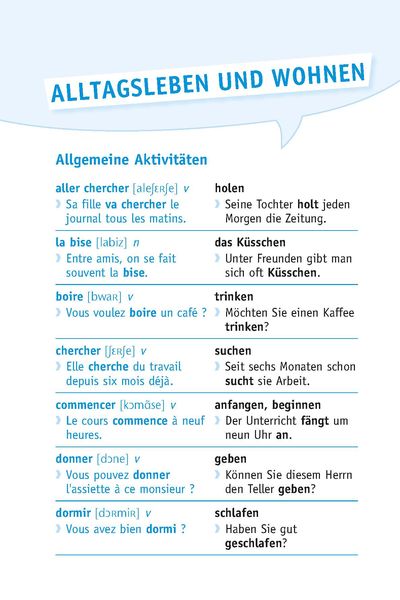 ALLTAGSLEBEN UND WOHNEN
Allgemeine Aktivitäten
aller chercher [aleʃɛʀʃe] v
❯ Sa fille va chercher le
journal tous les matins.
holen
❯ Seine Tochter holt jeden
Morgen die Zeitung.
la bise [labiz] n
❯ Entre amis, on se fait
souvent la bise.
das Küsschen
❯ Unter Freunden gibt man
sich oft Küsschen.
boire [bwaʀ] v
❯ Vous voulez boire un café ?
trinken
❯ Möchten Sie einen Kaffee
trinken?
chercher [ʃɛʀʃe] v
❯ Elle cherche du travail
depuis six mois déjà.
suchen
❯ Seit sechs Monaten schon
sucht sie Arbeit.
commencer [kɔmɑ̃se] v
❯ Le cours commence à neuf
heures.
anfangen, beginnen
❯ Der Unterricht fängt um
neun Uhr an.
donner [dɔne] v
❯ Vous pouvez donner
l'assiette à ce monsieur ?
geben
❯ Können Sie diesem Herrn
den Teller geben?
dormir [dɔʀmiʀ] v
❯ Vous avez bien dormi ?
schlafen
❯ Haben Sie gut
geschlafen?